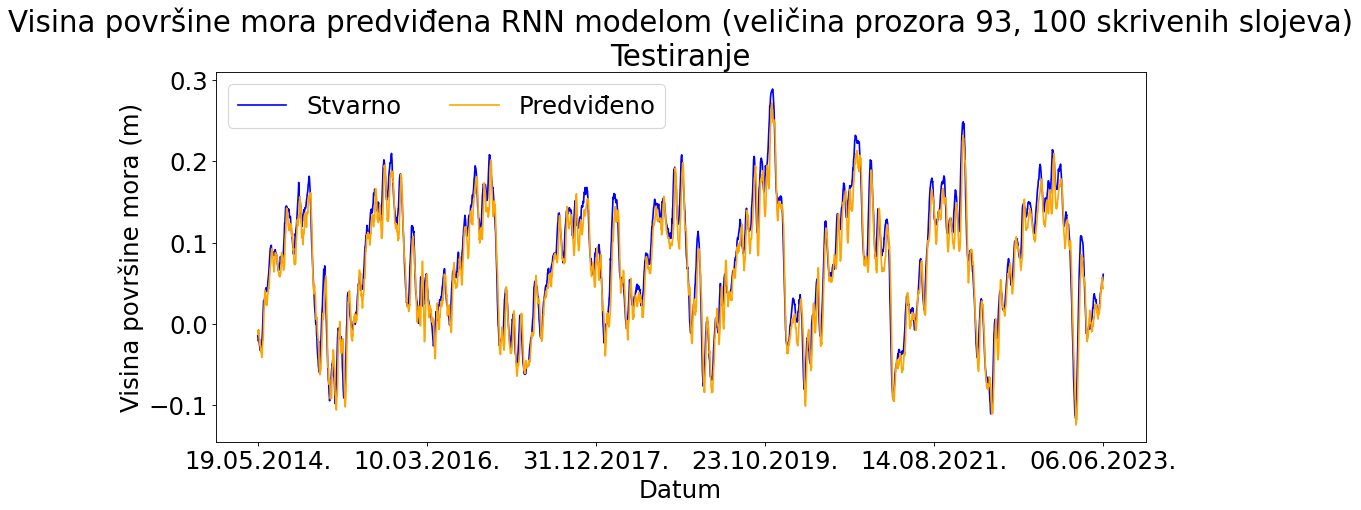 Visina površine mora predviđena RNN modelom (veličina prozora 93, 100 skrivenih slojeva)
Testiranje
Stvarno
Predviđeno
Visina površine mora (m)
0.3
0.2
0.1
0.0
−0.1
19.05.2014.
10.03.2016.
31.12.2017.
23.10.2019.
14.08.2021.
06.06.2023.
Datum